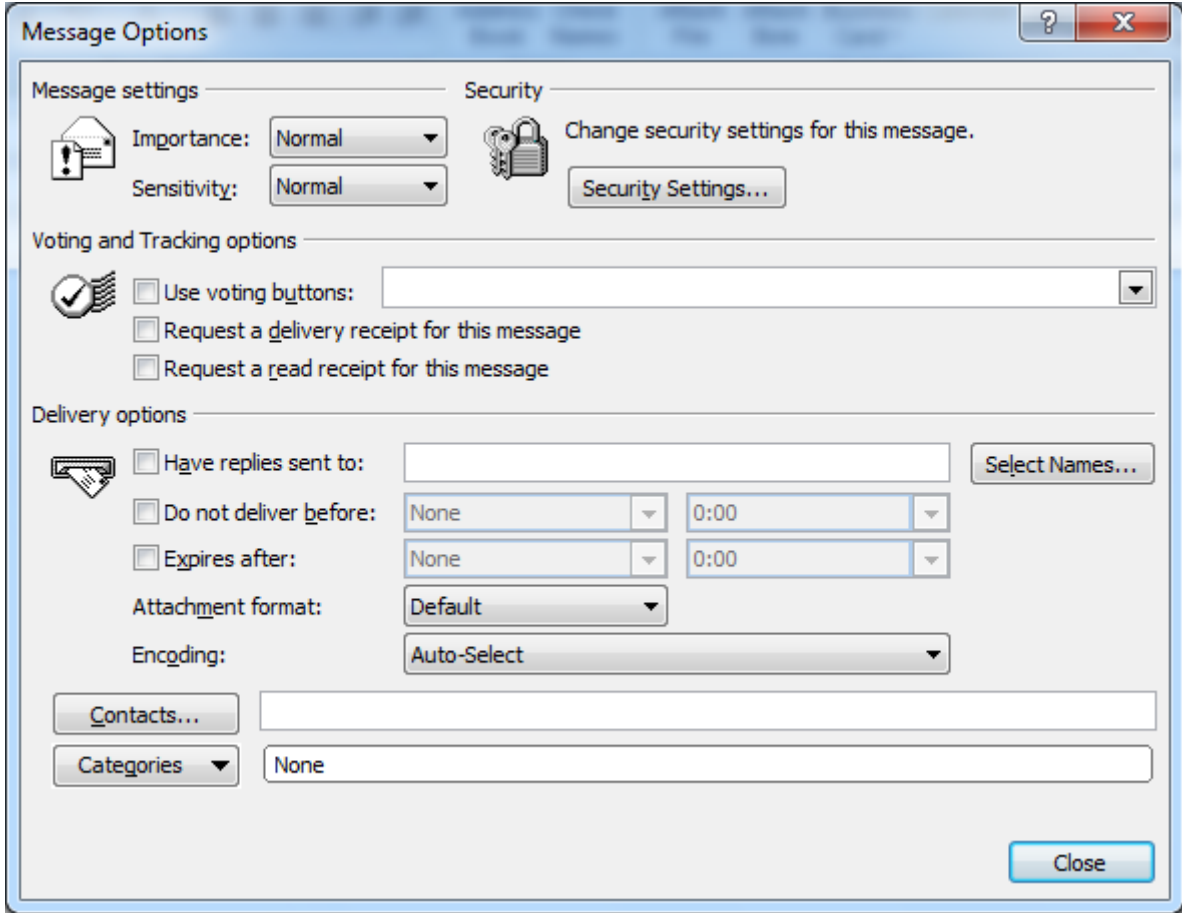 Message Options
Message settings
Security
Importance: Normal
Change security settings for this message.
Sensitivity: Normal
Security Settings...
Voting and Tracking options
Use voting buttons:
Request a delivery receipt for this message
Request a read receipt for this message
Delivery options
Have replies sent to:
Select Names...
Do not deliver before: None 0:00
Expires after: None 0:00
Attachment format: Default
Encoding: Auto-Select
Contacts...
Categories None
Close